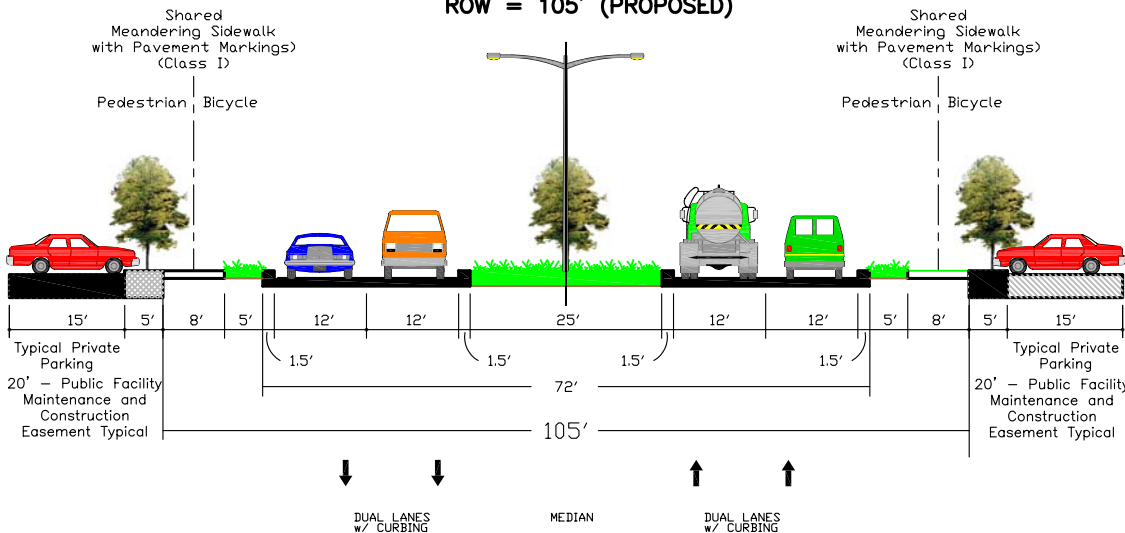 ROW = 105' (PROPOSED)
Shared
Meandering Sidewalk
with Pavement Markings)
(Class I)
Pedestrian Bicycle
Shared
Meandering Sidewalk
with Pavement Markings)
(Class I)
Pedestrian Bicycle
15' 5' 8' 5' 12' 12' 25' 12' 12' 5' 8' 5' 15'
1.5' 1.5' 1.5' 1.5'
Typical Private
Parking
20' – Public Facility
Maintenance and
Construction
Easement Typical
72'
105'
Typical Private
Parking
20' – Public Facility
Maintenance and
Construction
Easement Typical
DUAL LANES
w/ CURBING
MEDIAN
DUAL LANES
w/ CURBING